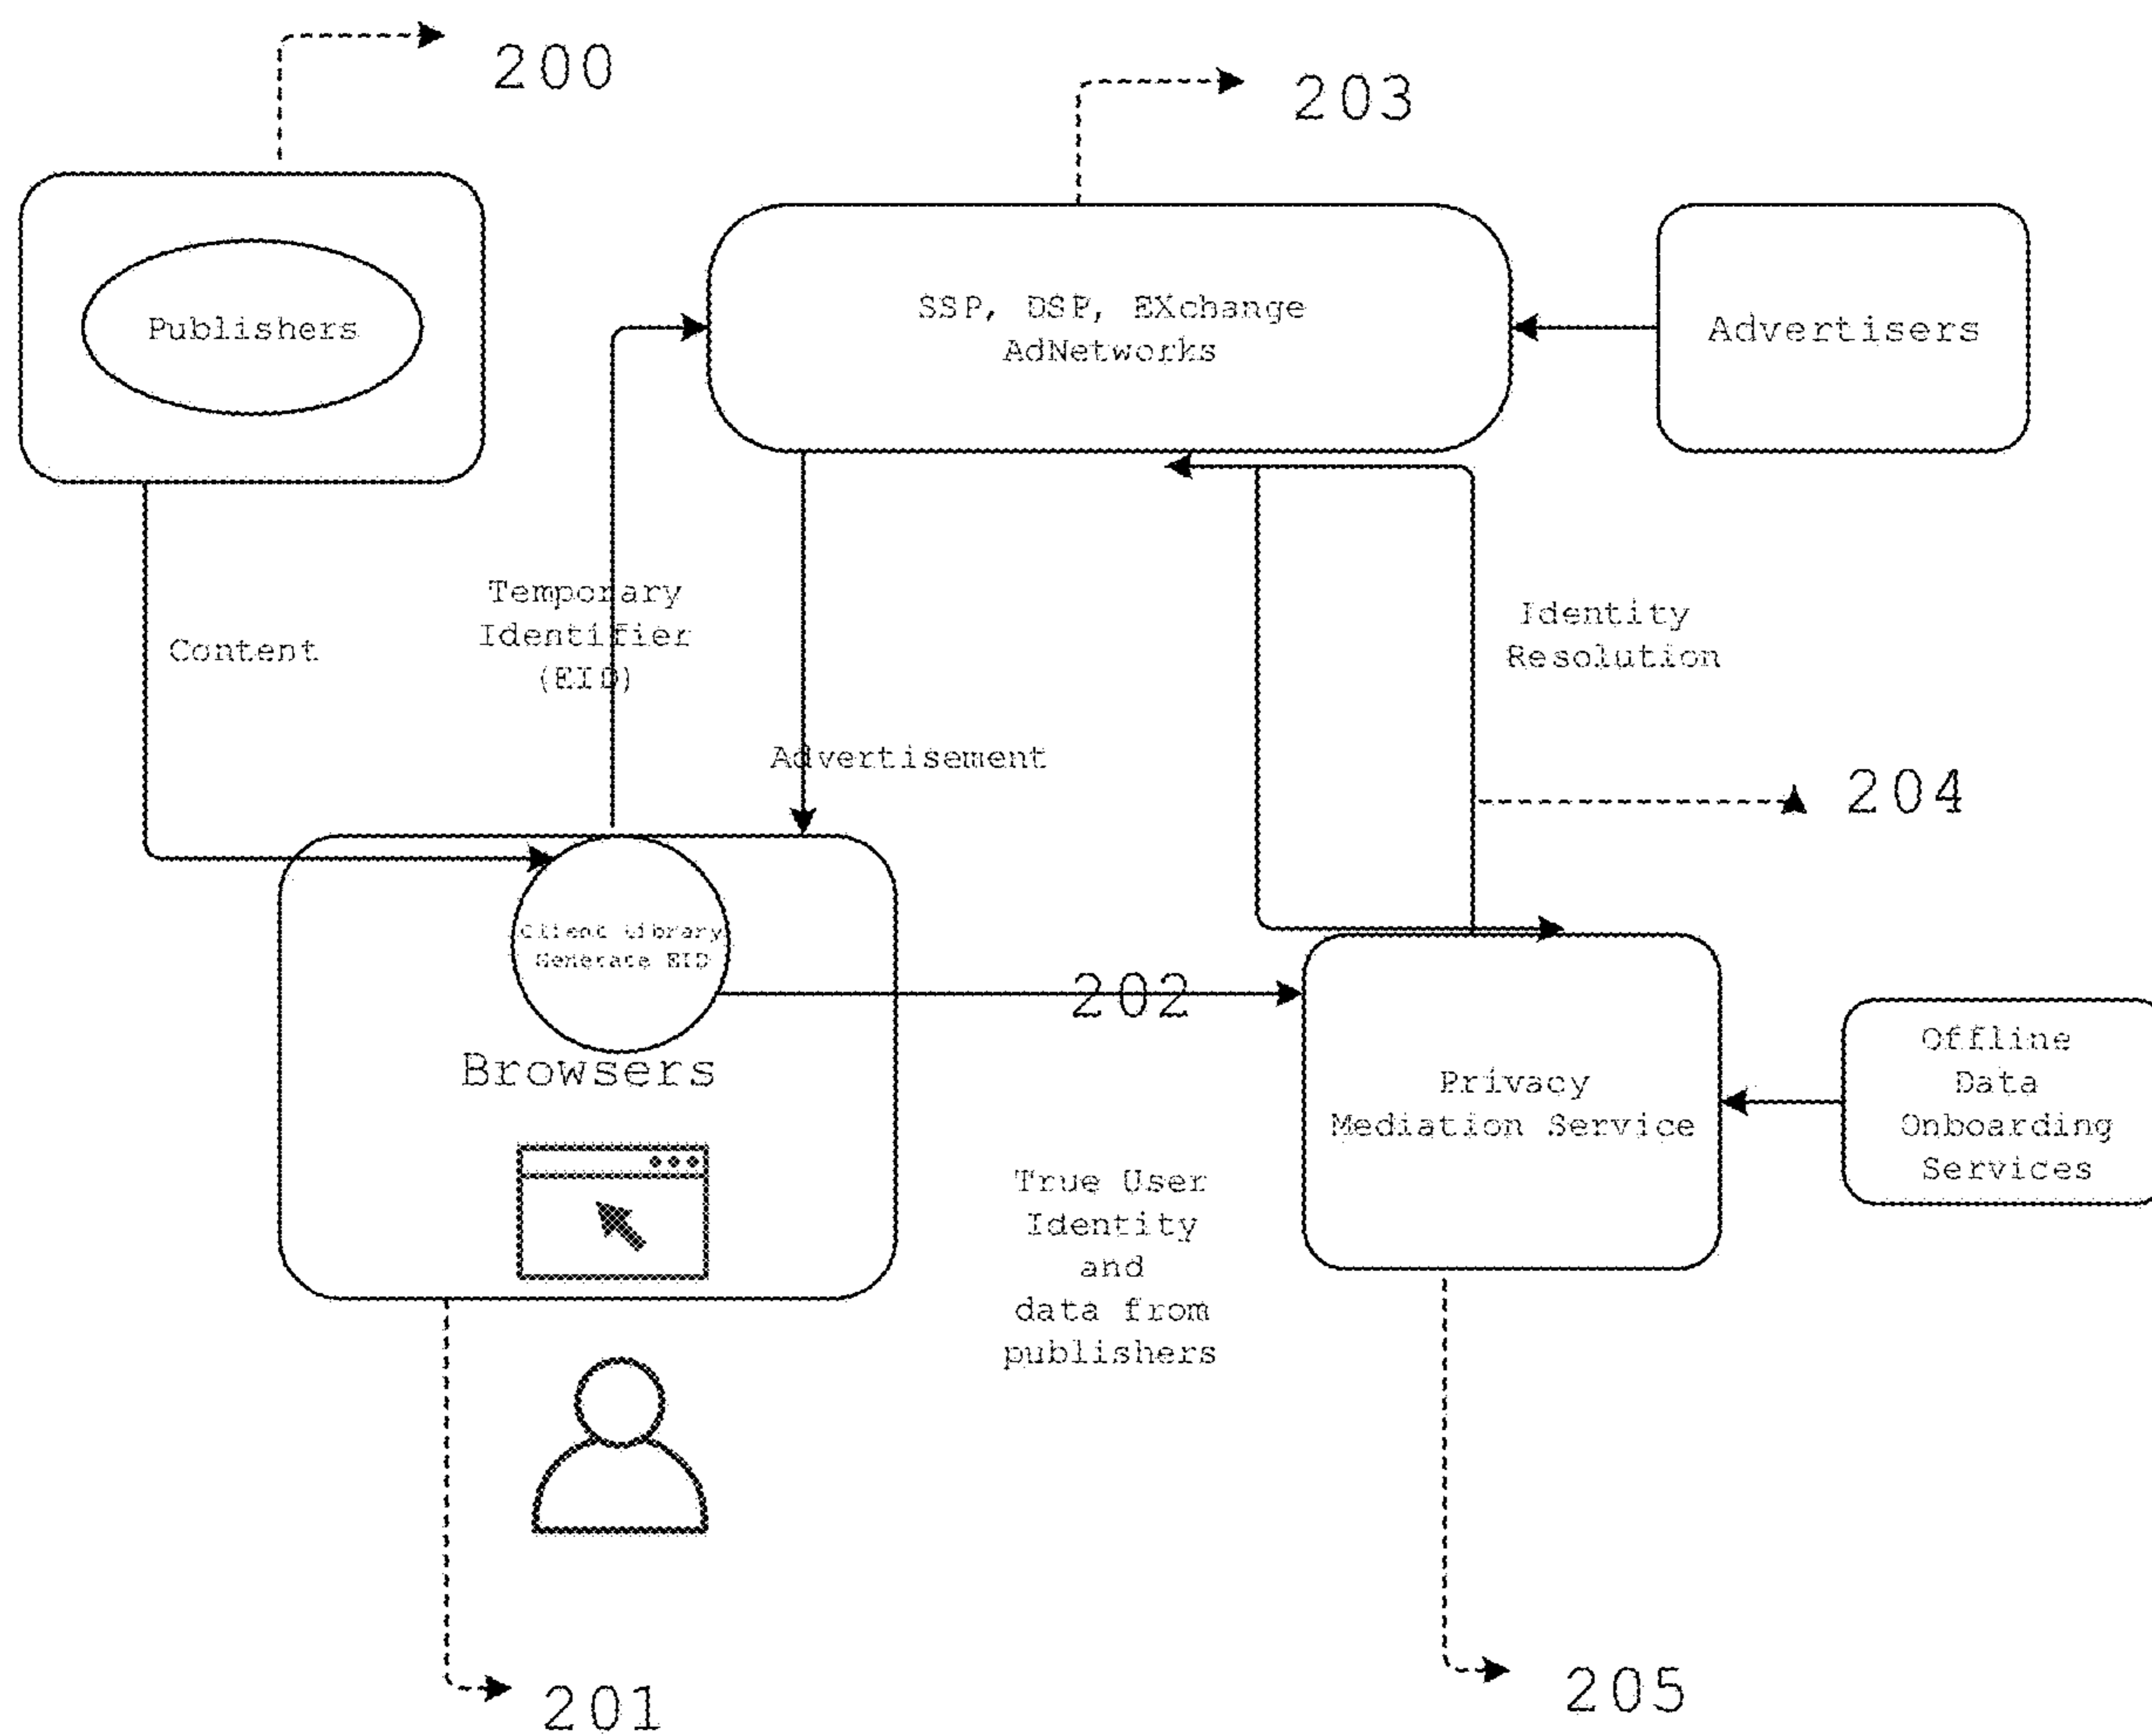 200
203
Publishers
SSP, DSP, EXchange
AdNetworks
Advertisers
Content
Temporary
Identifier
(EID)
Advertisement
Identity
Resolution
204
Client Library
Generate EID
Browsers
202
True User
Identity
and
data from
publishers
Privacy
Mediation Service
Offline
Data
Onboarding
Services
201
205